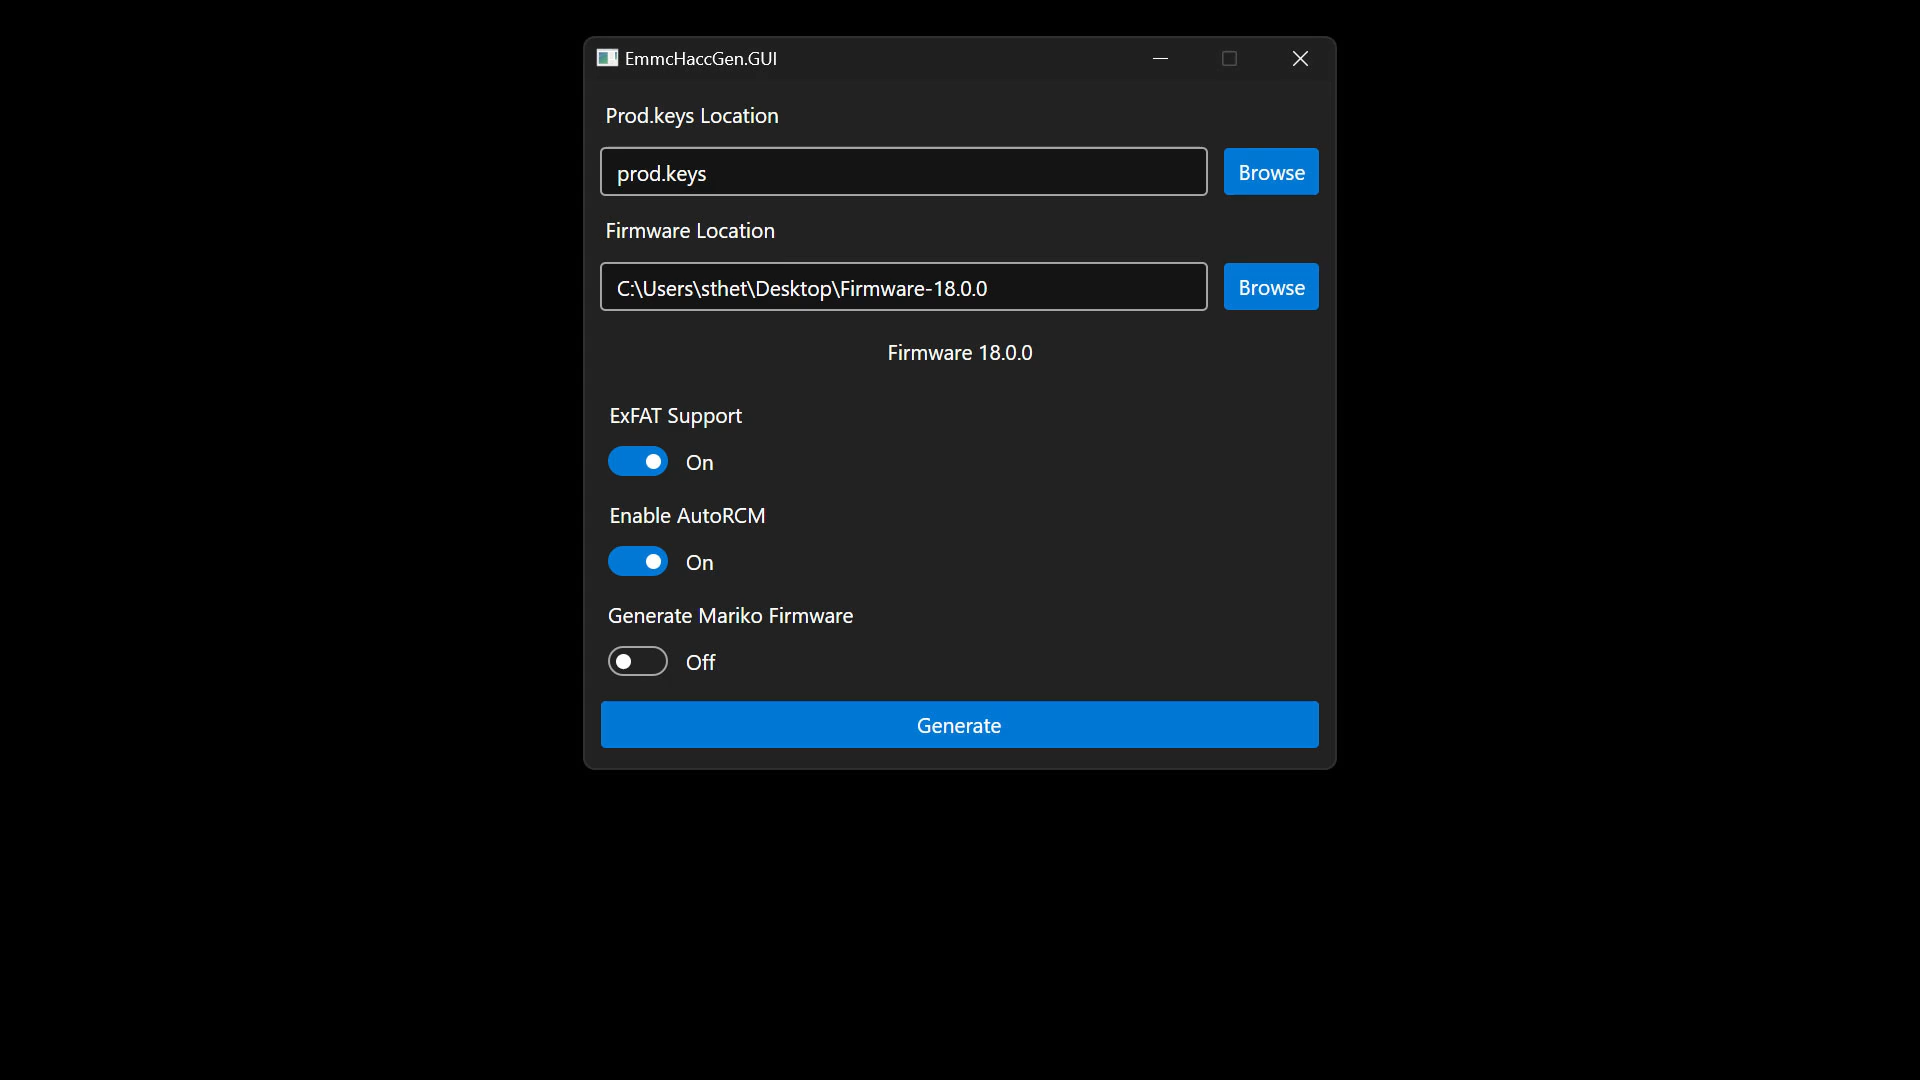 EmmcHaccGen.GUI
Prod.keys Location
prod.keys
Browse
Firmware Location
C:\Users\sthet\Desktop\Firmware-18.0.0
Browse
Firmware 18.0.0
ExFAT Support
On
Enable AutoRCM
On
Generate Mariko Firmware
Off
Generate